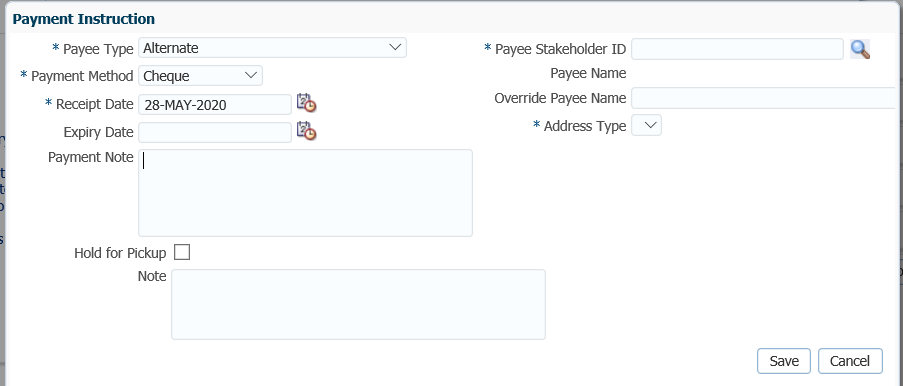 Payment Instruction
* Payee Type Alternate
* Payment Method Cheque
* Receipt Date 28-MAY-2020
Expiry Date
Payment Note
Hold for Pickup
Note
* Payee Stakeholder ID
Payee Name
Override Payee Name
* Address Type
Save Cancel